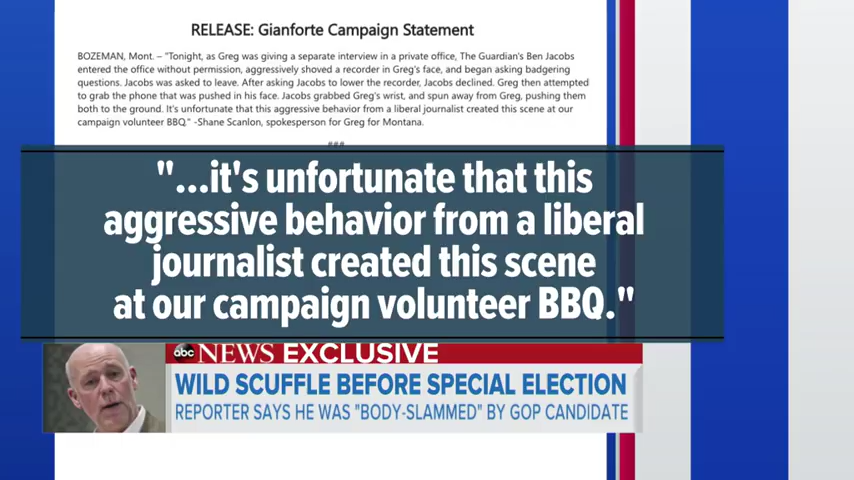 RELEASE: Gianforte Campaign Statement
BOZEMAN, Mont. – "Tonight, as Greg was giving a separate interview in a private office, The Guardian's Ben Jacobs
entered the office without permission, aggressively shoved a recorder in Greg's face, and began asking badgering
questions. Jacobs was asked to leave. After asking Jacobs to lower the recorder, Jacobs declined. Greg then attempted
to grab the phone that was pushed in his face. Jacobs grabbed Greg's wrist, and spun away from Greg, pushing them
both to the ground. It's unfortunate that this aggressive behavior from a liberal journalist created this scene at our
campaign volunteer BBQ." -Shane Scanlon, spokesperson for Greg for Montana.
###
"...it's unfortunate that this
aggressive behavior from a liberal
journalist created this scene
at our campaign volunteer BBQ."
abc NEWS EXCLUSIVE
WILD SCUFFLE BEFORE SPECIAL ELECTION
REPORTER SAYS HE WAS "BODY-SLAMMED" BY GOP CANDIDATE